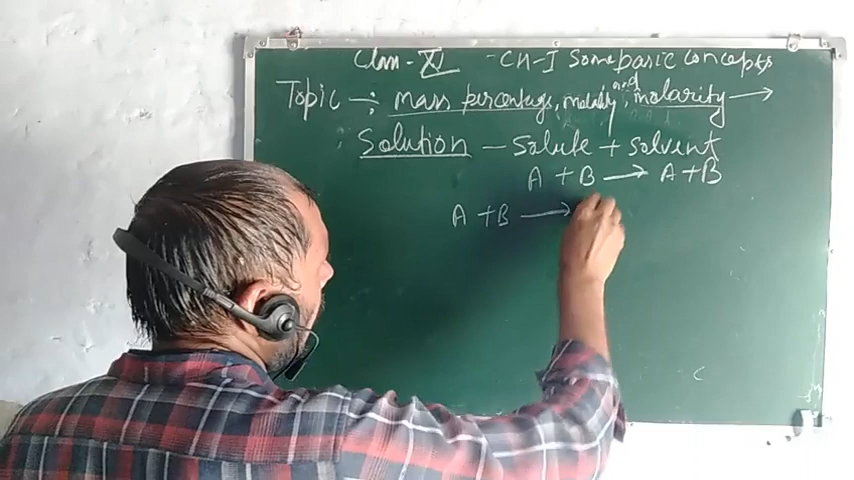 Class - XI - CH-I Some basic concepts
Topic -: mass percentage, molality and molarity →
Solution - Solute + solvent
A + B → A + B
A + B →